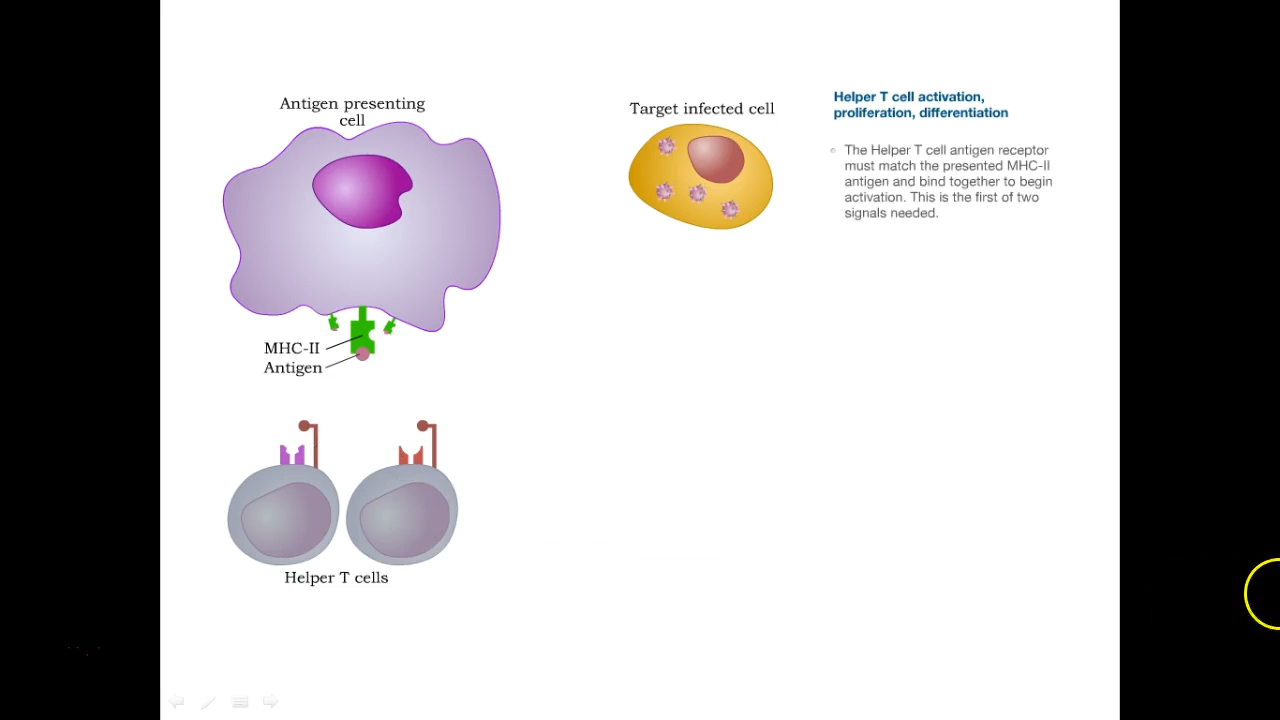 Antigen presenting
cell
MHC-II
Antigen
Helper T cells
Target infected cell
Helper T cell activation,
proliferation, differentiation
The Helper T cell antigen receptor
must match the presented MHC-II
antigen and bind together to begin
activation. This is the first of two
signals needed.